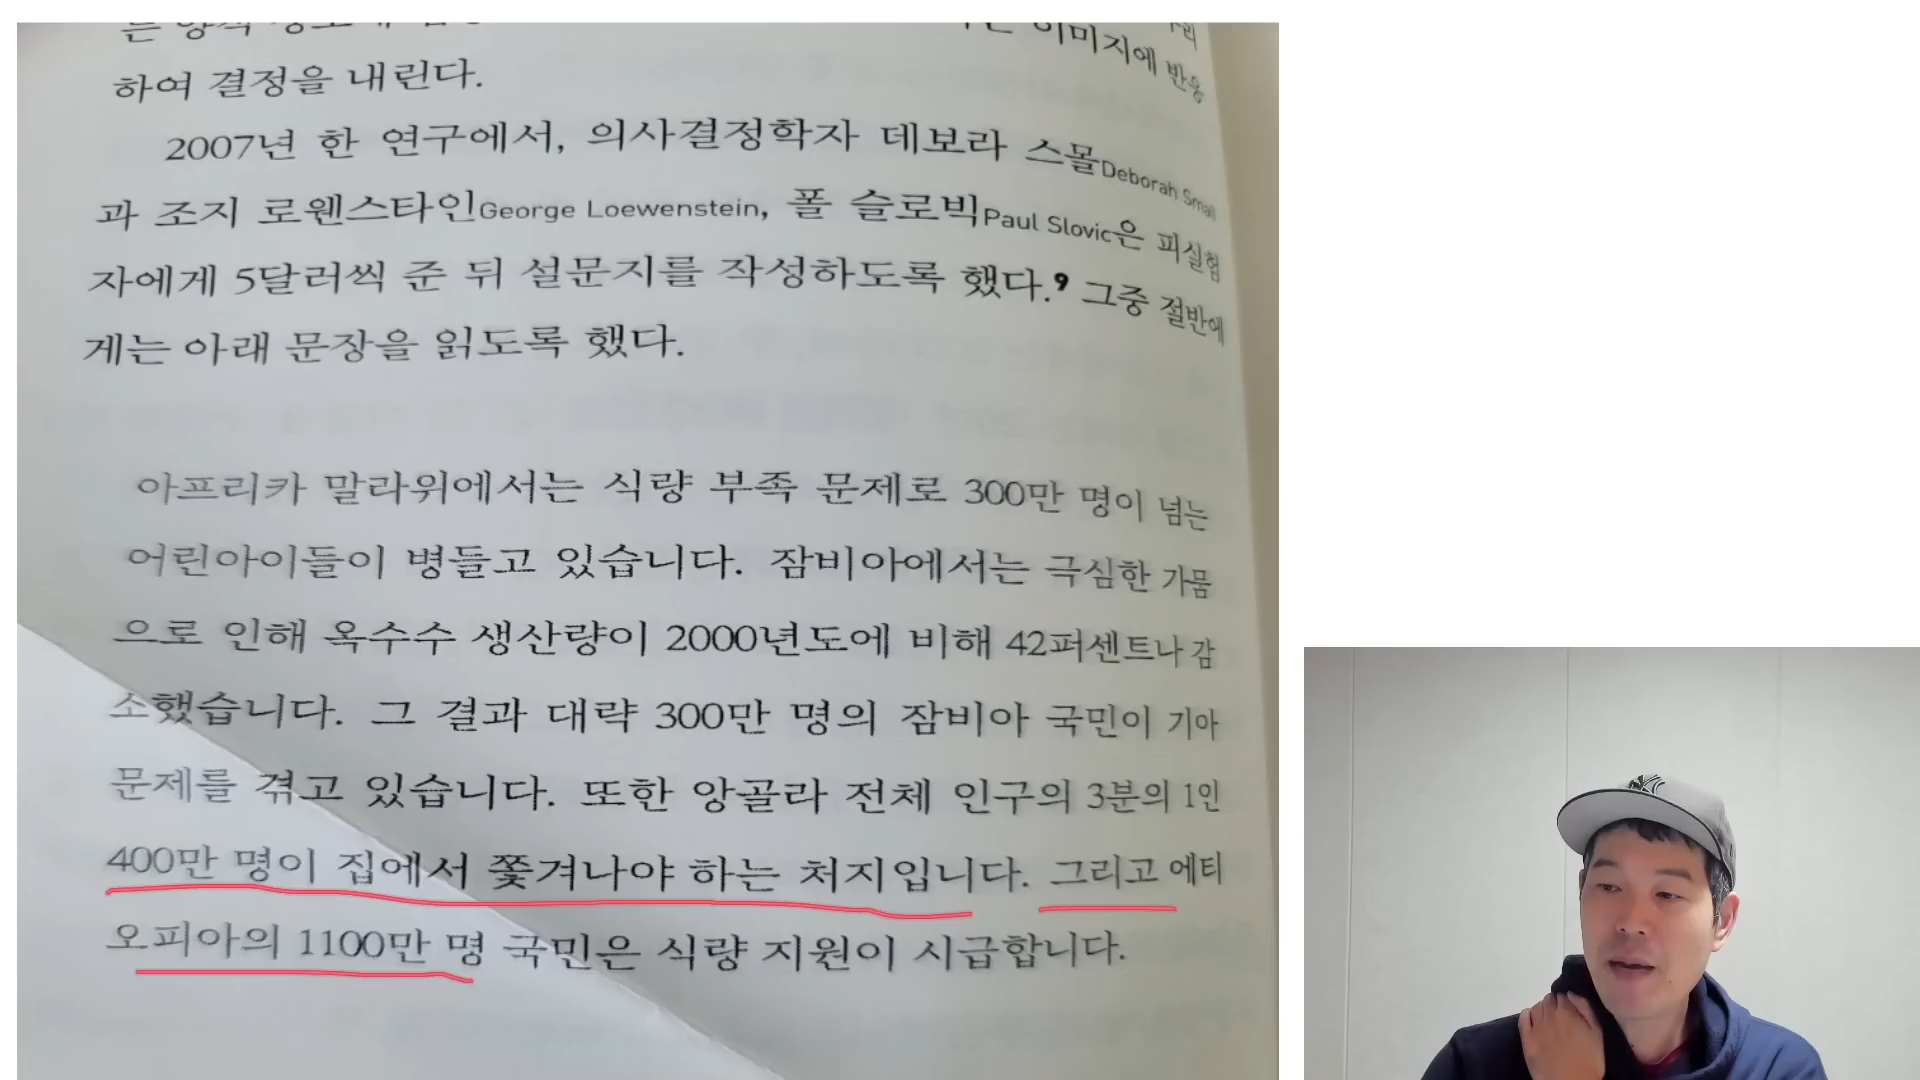 하여 결정을 내린다.
이미지에 반응
2007년 한 연구에서, 의사결정학자 데보라 스몰Deborah Small
과 조지 로웬스타인George Loewenstein, 폴 슬로빅Paul Slovic은 피실험
자에게 5달러씩 준 뒤 설문지를 작성하도록 했다.9 그중 절반에
게는 아래 문장을 읽도록 했다.
아프리카 말라위에서는 식량 부족 문제로 300만 명이 넘는
어린아이들이 병들고 있습니다. 잠비아에서는 극심한 가뭄
으로 인해 옥수수 생산량이 2000년도에 비해 42퍼센트나 감
소했습니다. 그 결과 대략 300만 명의 잠비아 국민이 기아
문제를 겪고 있습니다. 또한 앙골라 전체 인구의 3분의 1인
400만 명이 집에서 쫓겨나야 하는 처지입니다. 그리고 에티
오피아의 1100만 명 국민은 식량 지원이 시급합니다.